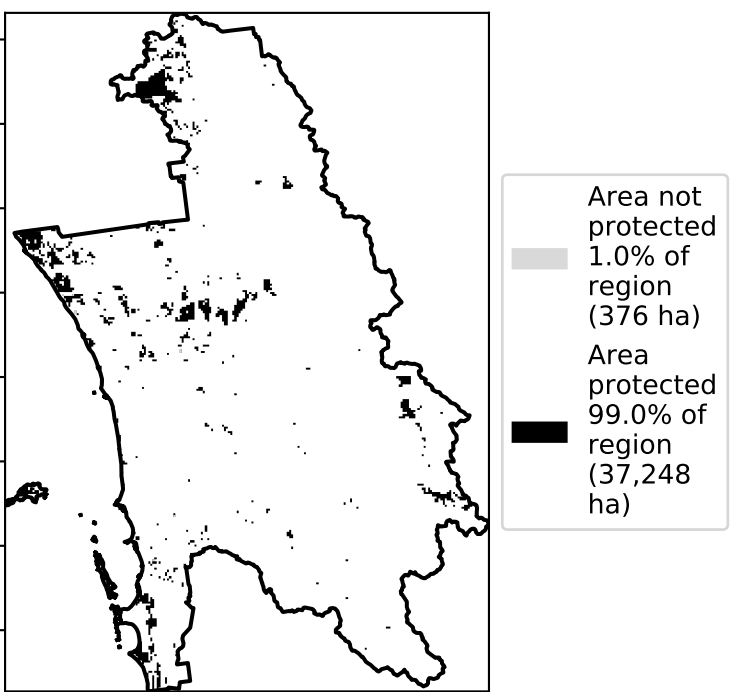 Area not
protected
1.0% of
region
(376 ha)
Area
protected
99.0% of
region
(37,248
ha)